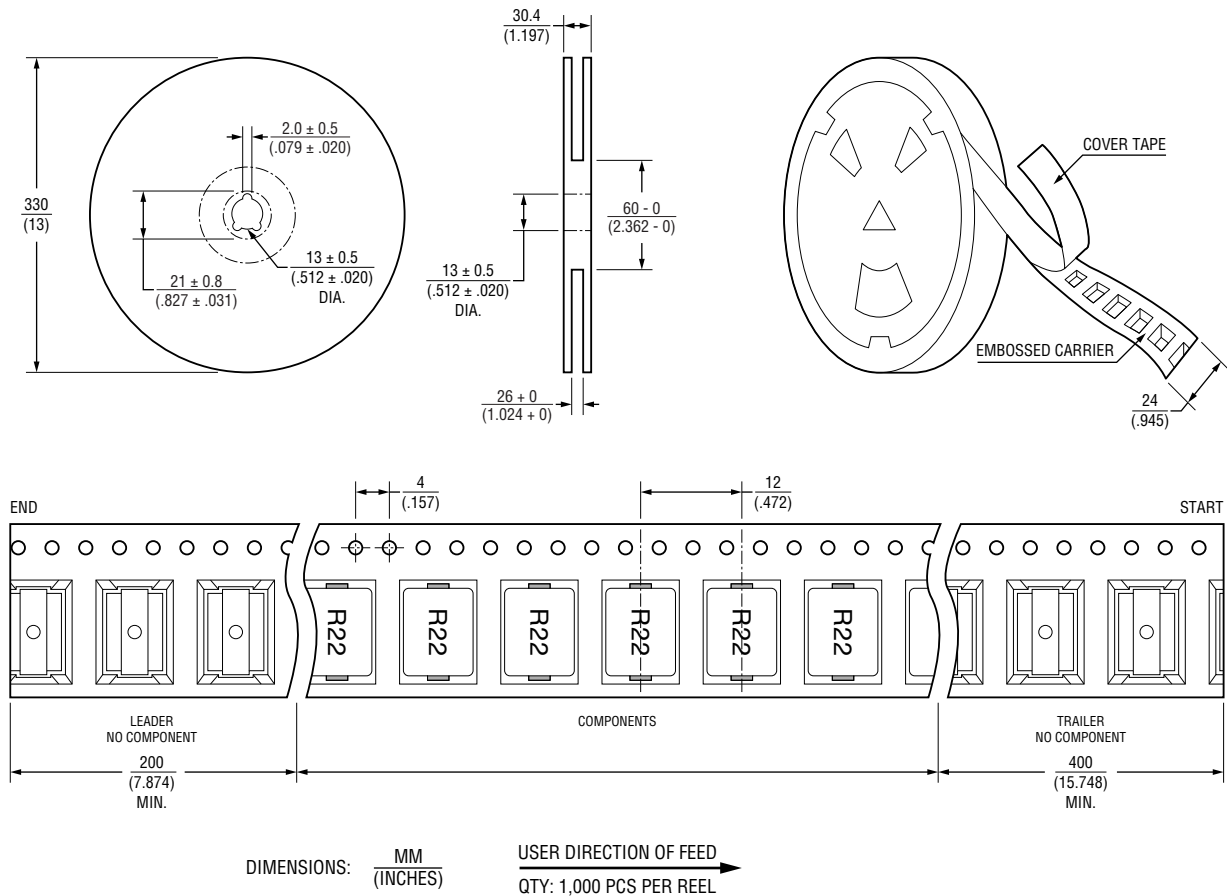 30.4
(1.197)
2.0 ± 0.5
(.079 ± .020)
COVER TAPE
330
(13)
60 - 0
(2.362 - 0)
13 ± 0.5
(.512 ± .020)
DIA.
13 ± 0.5
(.512 ± .020)
DIA.
21 ± 0.8
(.827 ± .031)
EMBOSSED CARRIER
26 + 0
(1.024 + 0)
24
(.945)
4
(.157)
12
(.472)
END
START
R22
R22
R22
R22
R22
R22
LEADER
NO COMPONENT
COMPONENTS
TRAILER
NO COMPONENT
200
(7.874)
MIN.
400
(15.748)
MIN.
DIMENSIONS:
MM
(INCHES)
USER DIRECTION OF FEED
QTY: 1,000 PCS PER REEL